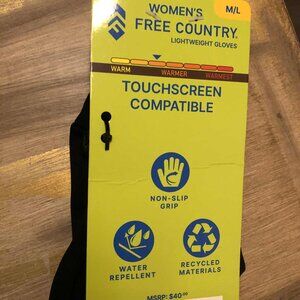 WOMEN'S
M/L
FREE COUNTRY
LIGHTWEIGHT GLOVES
WARM
WARMER
WARMEST
TOUCHSCREEN
COMPATIBLE
NON-SLIP
GRIP
WATER
REPELLENT
RECYCLED
MATERIALS
MSRP: $40.00